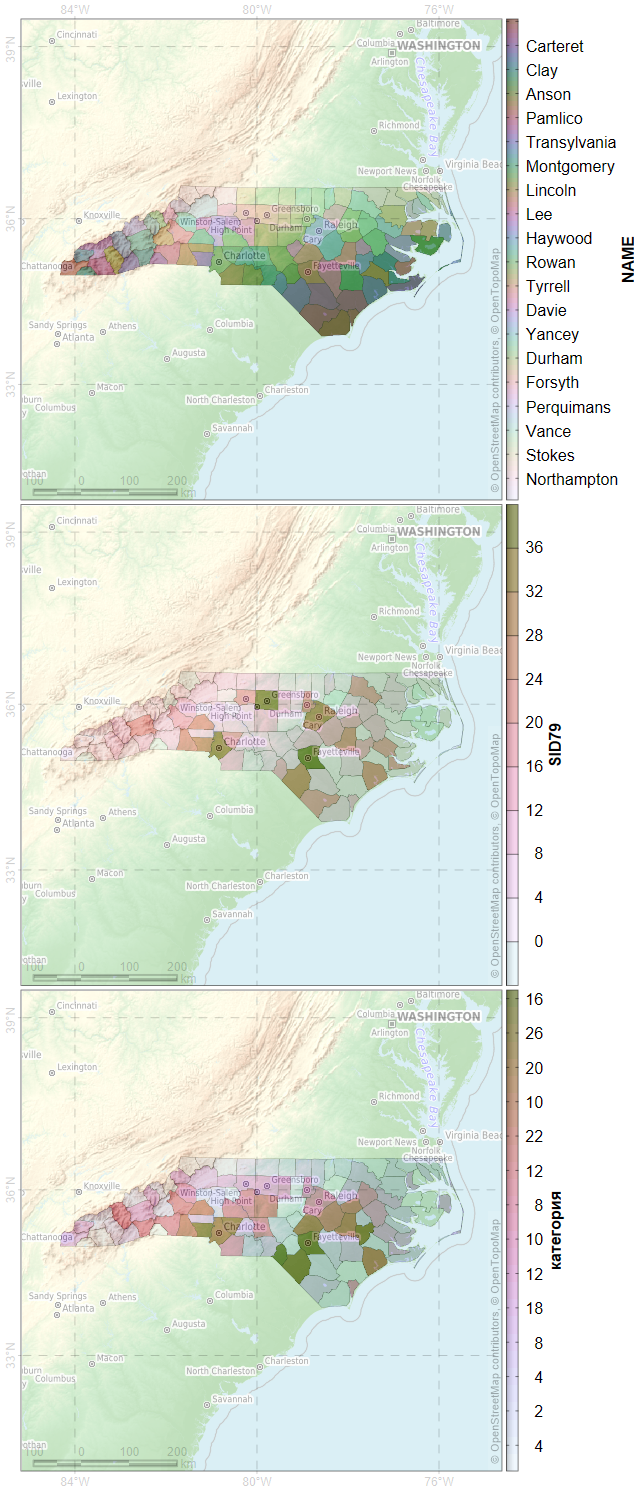 84°W 80°W 76°W
39°N
36°N
33°N
Cincinnati
Baltimore
Columbia
WASHINGTON
Arlington
ville
Lexington
Chesapeake Bay
Richmond
Newport News
Virginia Beac
Norfolk
Chesapeake
Knoxville
Winston-Salem
Greensboro
High Point
Durham
Raleigh
Cary
Chattanooga
Charlotte
Fayetteville
Sandy Springs
Athens
Atlanta
Columbia
Augusta
Macon
North Charleston
Charleston
burn
Columbus
y
Savannah
othan
100 0 100 200
km
© OpenStreetMap contributors, © OpenTopoMap
Carteret
Clay
Anson
Pamlico
Transylvania
Montgomery
Lincoln
Lee
Haywood
Rowan
Tyrrell
Davie
Yancey
Durham
Forsyth
Perquimans
Vance
Stokes
Northampton
NAME
39°N
36°N
33°N
Cincinnati
Baltimore
Columbia
WASHINGTON
Arlington
ville
Lexington
Chesapeake Bay
Richmond
Newport News
Virginia Beac
Norfolk
Chesapeake
Knoxville
Winston-Salem
Greensboro
High Point
Durham
Raleigh
Cary
Chattanooga
Charlotte
Fayetteville
Sandy Springs
Athens
Atlanta
Columbia
Augusta
Macon
North Charleston
Charleston
burn
Columbus
y
Savannah
othan
100 0 100 200
km
© OpenStreetMap contributors, © OpenTopoMap
36
32
28
24
20
16
12
8
4
0
SID79
39°N
36°N
33°N
Cincinnati
Baltimore
Columbia
WASHINGTON
Arlington
ville
Lexington
Chesapeake Bay
Richmond
Newport News
Virginia Beac
Norfolk
Chesapeake
Knoxville
Winston-Salem
Greensboro
High Point
Durham
Raleigh
Cary
Chattanooga
Charlotte
Fayetteville
Sandy Springs
Athens
Atlanta
Columbia
Augusta
Macon
North Charleston
Charleston
burn
Columbus
y
Savannah
othan
100 0 100 200
km
© OpenStreetMap contributors, © OpenTopoMap
16
26
20
10
22
12
8
10
12
18
8
4
2
4
категория
84°W 80°W 76°W